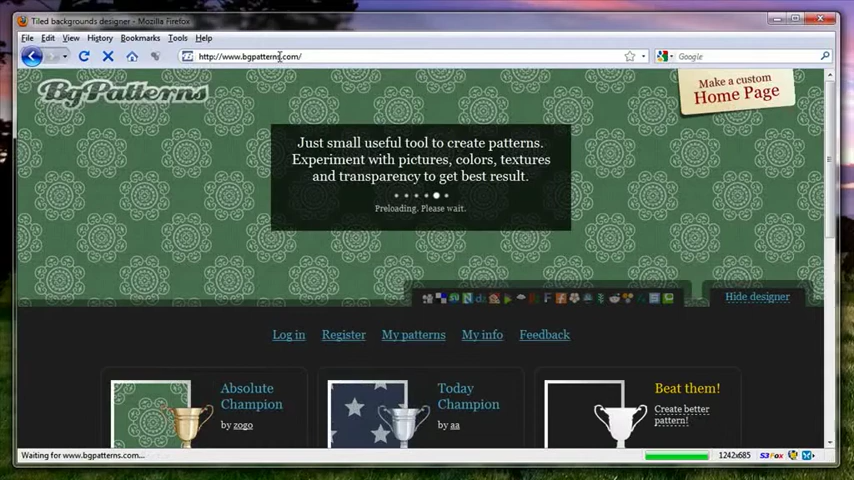 Tiled backgrounds designer - Mozilla Firefox
File Edit View History Bookmarks Tools Help
http://www.bgpatterns.com/
Google
BgPatterns
Make a custom
Home Page
Just small useful tool to create patterns.
Experiment with pictures, colors, textures
and transparency to get best result.
Preloading. Please wait.
Hide designer
Log in Register My patterns My info Feedback
Absolute
Champion
by zogo
Today
Champion
by aa
Beat them!
Create better
pattern!
Waiting for www.bgpatterns.com...
1242x685 S3Fox